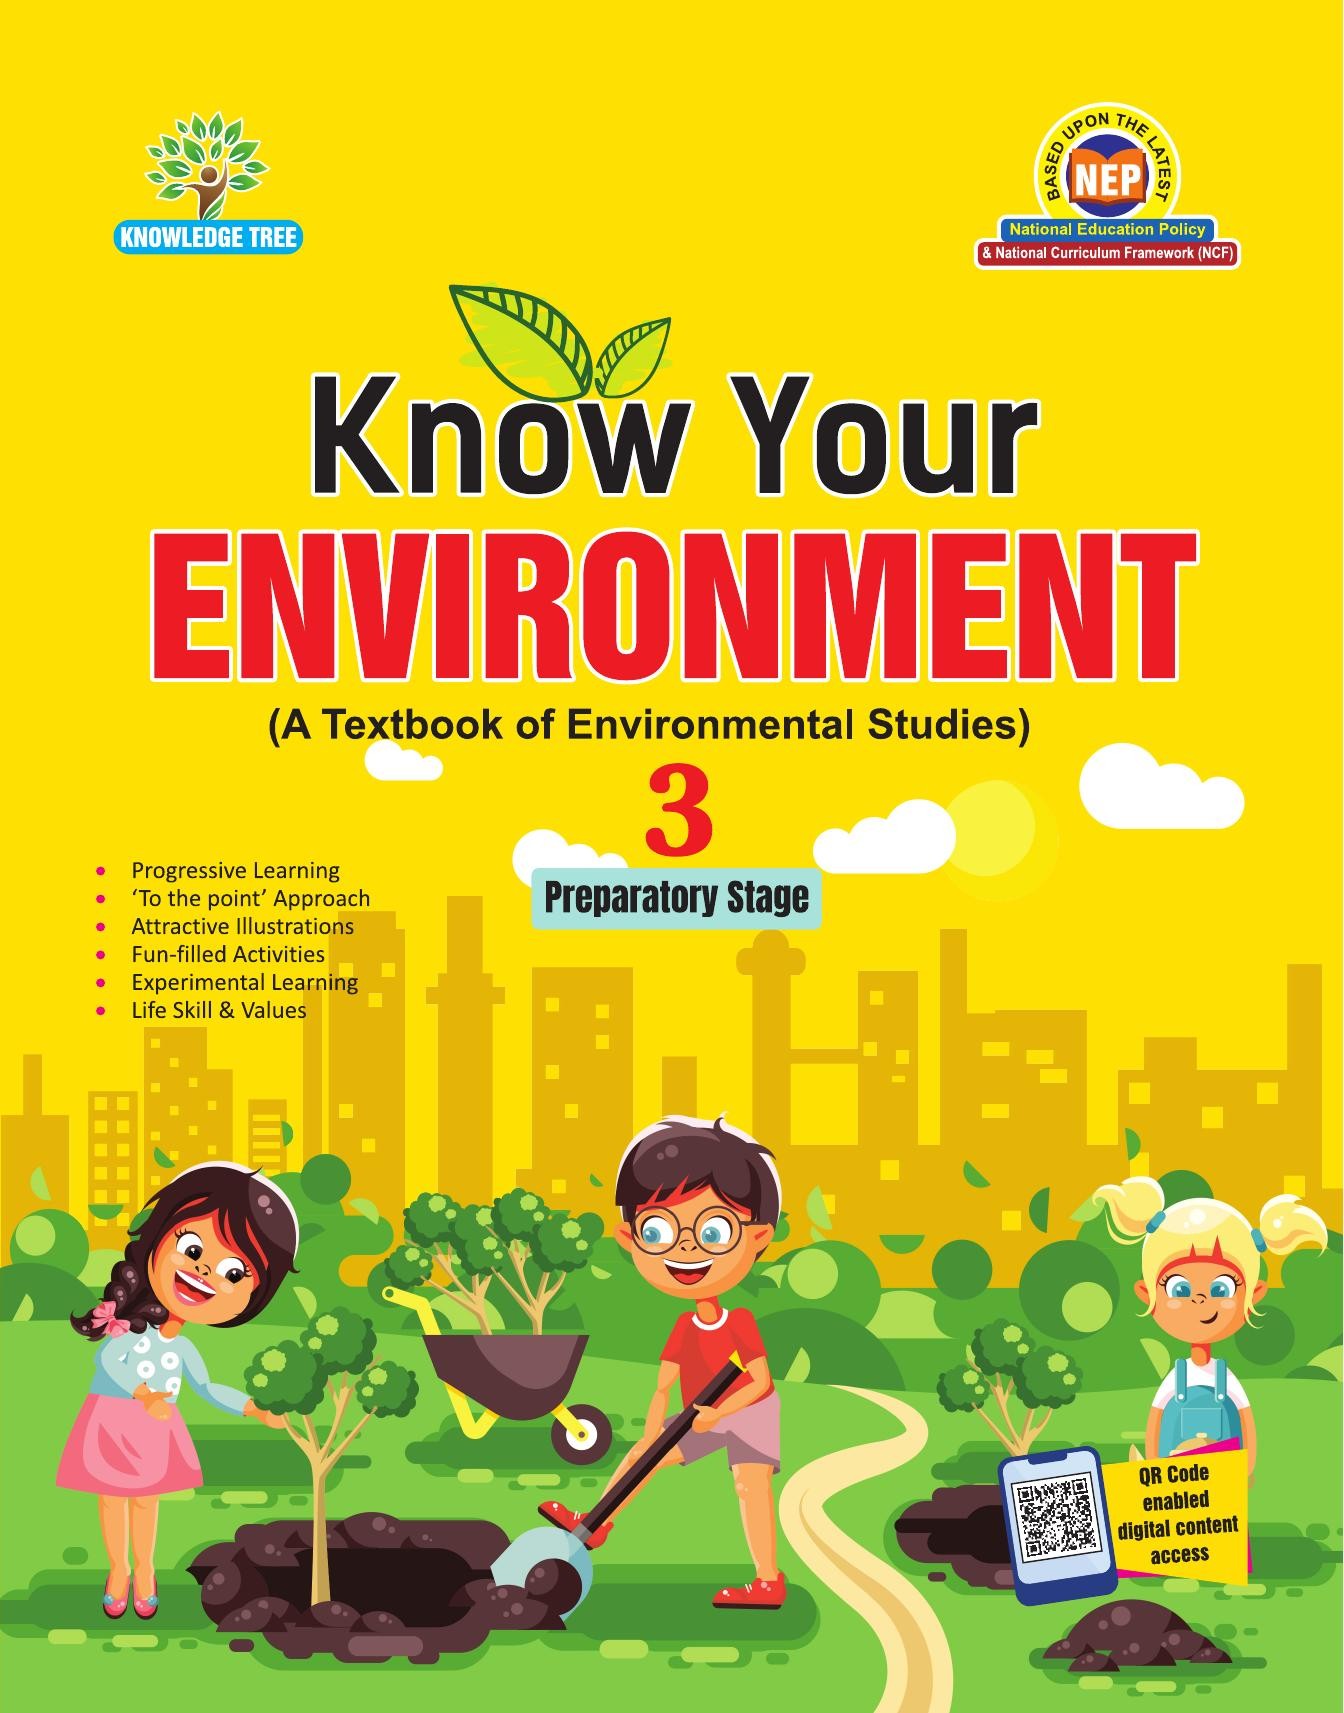 KNOWLEDGE TREE
BASED UPON THE LATEST
NEP
National Education Policy
& National Curriculum Framework (NCF)
Know Your
ENVIRONMENT
(A Textbook of Environmental Studies)
3
Preparatory Stage
• Progressive Learning
• ‘To the point’ Approach
• Attractive Illustrations
• Fun-filled Activities
• Experimental Learning
• Life Skill & Values
QR Code
enabled
digital content
access